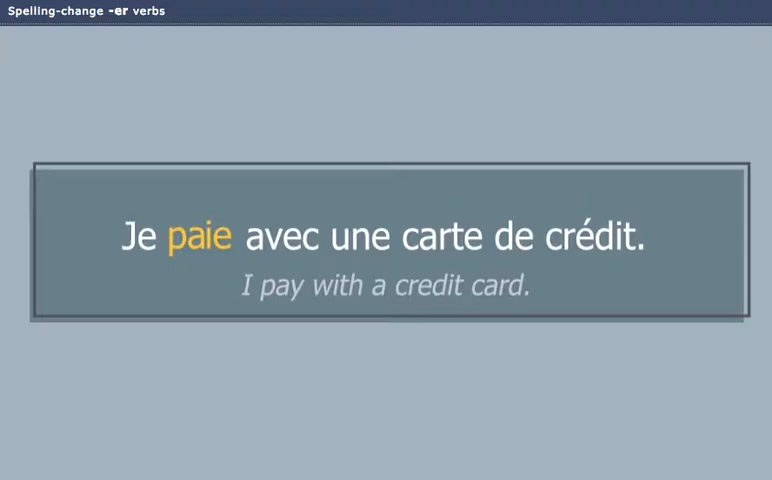 Spelling-change -er verbs
Je paie avec une carte de crédit.
I pay with a credit card.